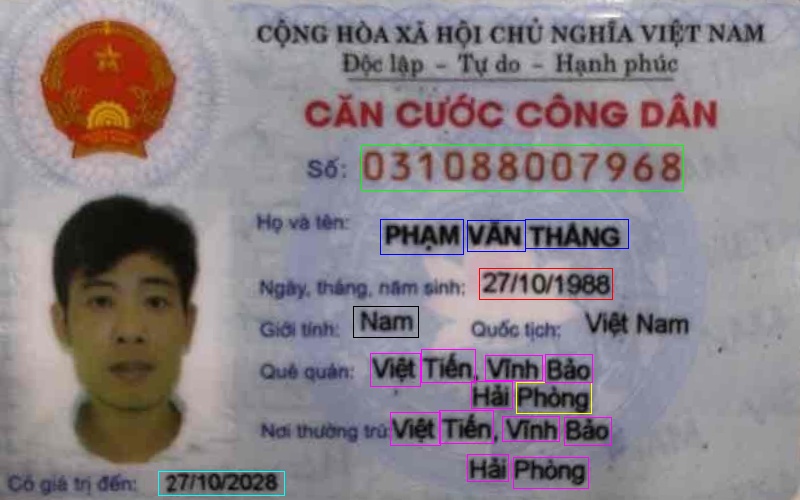 CỘNG HÒA XÃ HỘI CHỦ NGHĨA VIỆT NAM
Độc lập - Tự do - Hạnh phúc
CĂN CƯỚC CÔNG DÂN
Số: 031088007968
Họ và tên: PHẠM VĂN THẮNG
Ngày, tháng, năm sinh: 27/10/1988
Giới tính: Nam Quốc tịch: Việt Nam
Quê quán: Việt Tiến, Vĩnh Bảo
Hải Phòng
Nơi thường trú: Việt Tiến, Vĩnh Bảo
Hải Phòng
Có giá trị đến: 27/10/2028